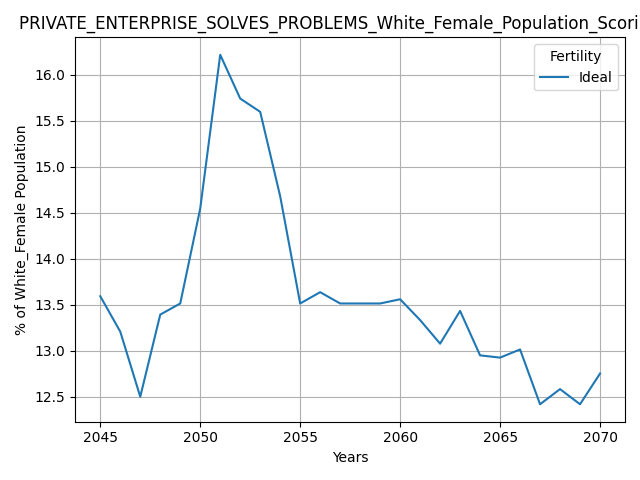 PRIVATE_ENTERPRISE_SOLVES_PROBLEMS_White_Female_Population_Scori
Fertility
Ideal
16.0
15.5
15.0
14.5
14.0
13.5
13.0
12.5
% of White_Female Population
2045 2050 2055 2060 2065 2070
Years